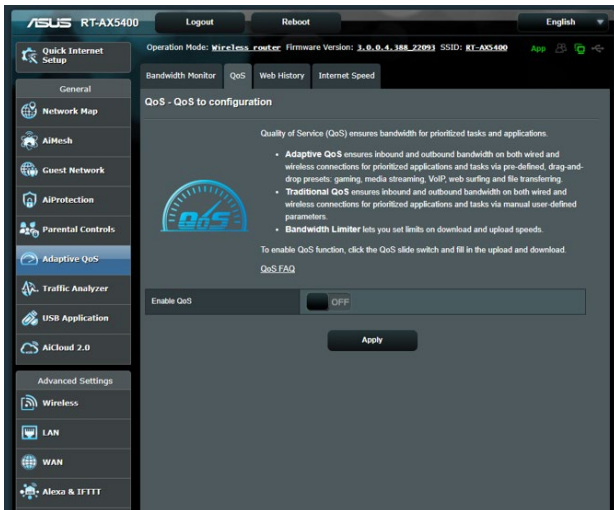 ASUS RT-AX5400 Logout Reboot English
Quick Internet Setup
Operation Mode: Wireless router Firmware Version: 3.0.0.4.388_22093 SSID: RT-AX5400 App
General
Network Map
AiMesh
Guest Network
AiProtection
Parental Controls
Adaptive QoS
Traffic Analyzer
USB Application
AiCloud 2.0
Advanced Settings
Wireless
LAN
WAN
Alexa & IFTTT
Bandwidth Monitor QoS Web History Internet Speed
QoS - QoS to configuration
QoS
Quality of Service (QoS) ensures bandwidth for prioritized tasks and applications.
• Adaptive QoS ensures inbound and outbound bandwidth on both wired and
wireless connections for prioritized applications and tasks via pre-defined, drag-and-
drop presets: gaming, media streaming, VoIP, web surfing and file transferring.
• Traditional QoS ensures inbound and outbound bandwidth on both wired and
wireless connections for prioritized applications and tasks via manual user-defined
parameters.
• Bandwidth Limiter lets you set limits on download and upload speeds.
To enable QoS function, click the QoS slide switch and fill in the upload and download.
QoS FAQ
Enable QoS OFF
Apply